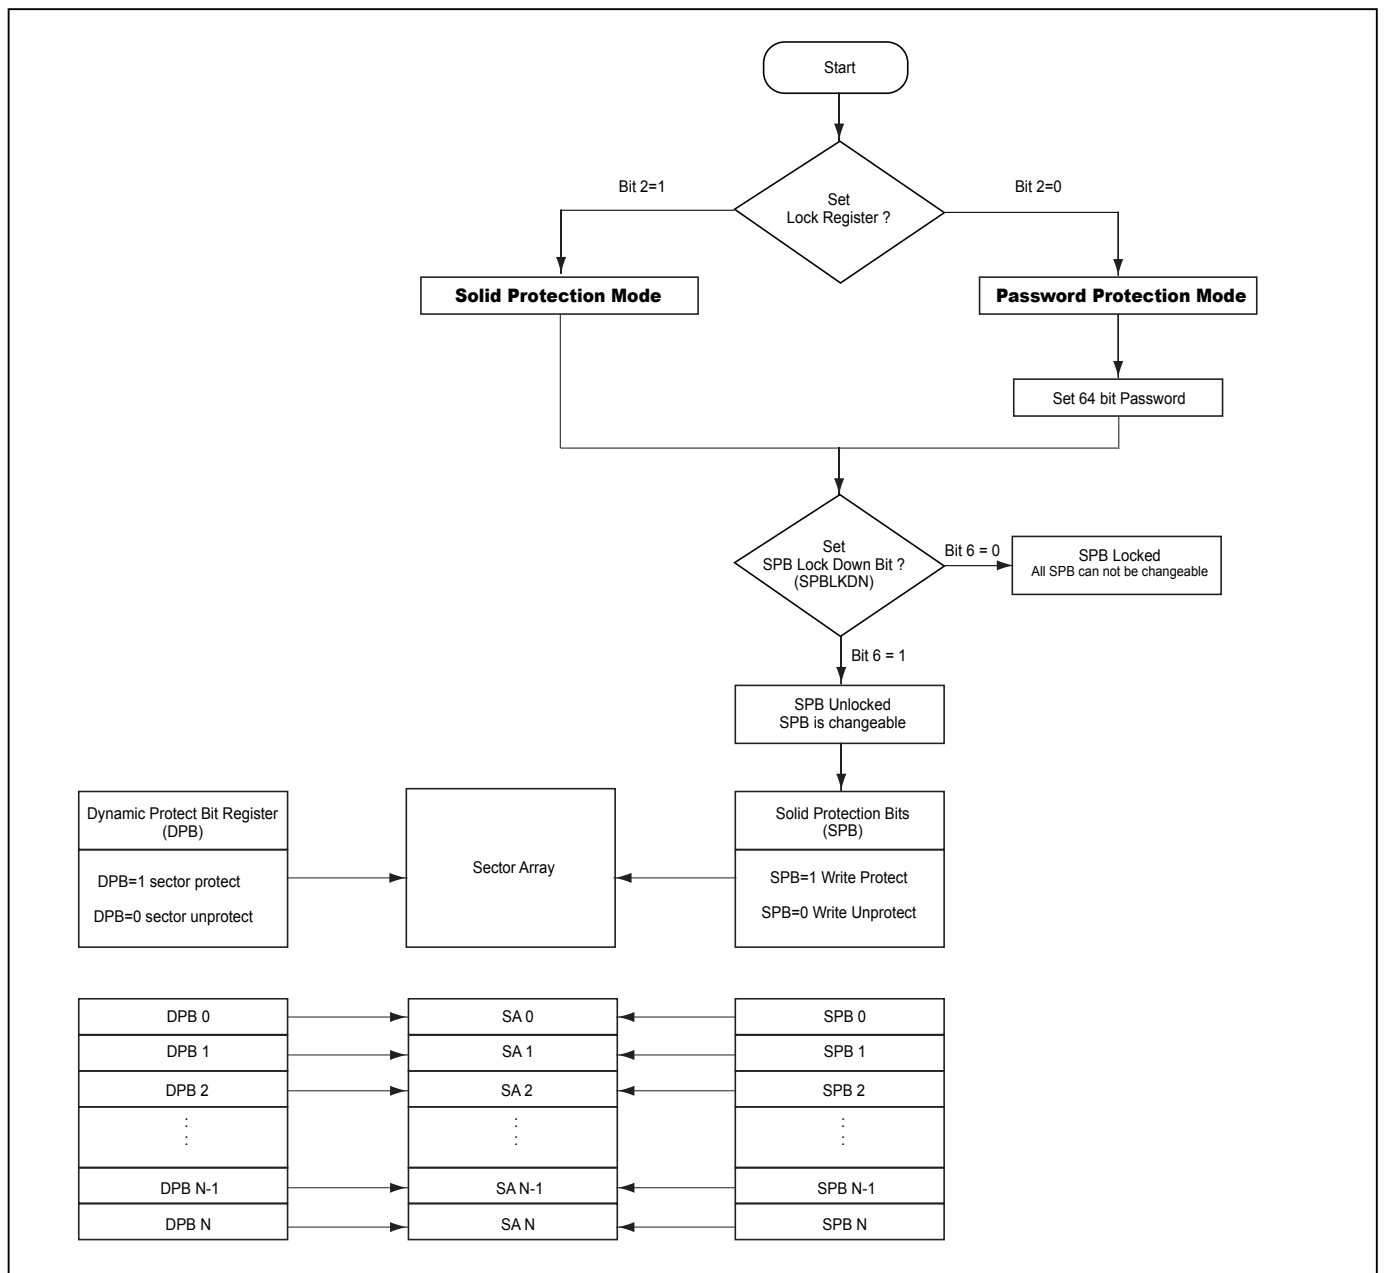 Start
Set
Lock Register ?
Bit 2=1
Bit 2=0
Solid Protection Mode
Password Protection Mode
Set 64 bit Password
Set
SPB Lock Down Bit ?
(SPBLKDN)
Bit 6 = 0
SPB Locked
All SPB can not be changeable
Bit 6 = 1
SPB Unlocked
SPB is changeable
Dynamic Protect Bit Register
(DPB)
DPB=1 sector protect
DPB=0 sector unprotect
Sector Array
Solid Protection Bits
(SPB)
SPB=1 Write Protect
SPB=0 Write Unprotect
DPB 0
SA 0
SPB 0
DPB 1
SA 1
SPB 1
DPB 2
SA 2
SPB 2
:
:
:
DPB N-1
SA N-1
SPB N-1
DPB N
SA N
SPB N